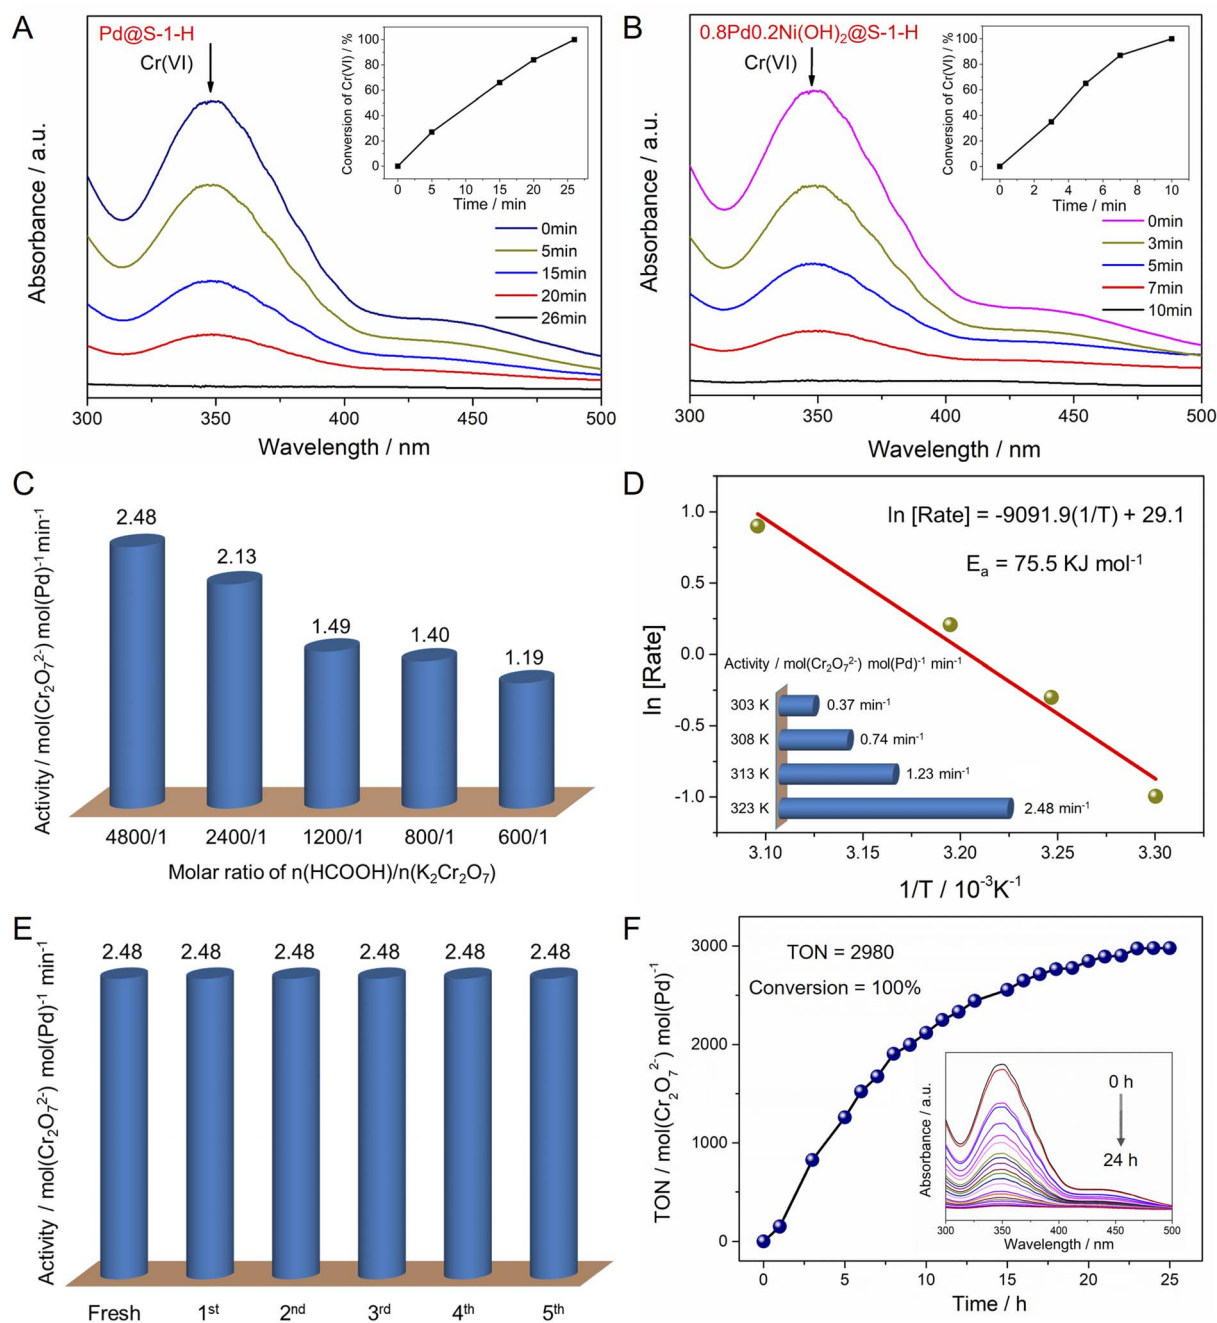 A
Pd@S-1-H
Cr(VI)
Absorbance / a.u.
Conversion of Cr(VI) / %
100
80
60
40
20
0
0 5 10 15 20 25
Time / min
0min
5min
15min
20min
26min
300 350 400 450 500
Wavelength / nm
B
0.8Pd0.2Ni(OH)₂@S-1-H
Cr(VI)
Absorbance / a.u.
Conversion of Cr(VI) / %
100
80
60
40
20
0
0 2 4 6 8 10
Time / min
0min
3min
5min
7min
10min
300 350 400 450 500
Wavelength / nm
C
Activity / mol(Cr₂O₇²⁻) mol(Pd)⁻¹ min⁻¹
2.48
2.13
1.49
1.40
1.19
4800/1 2400/1 1200/1 800/1 600/1
Molar ratio of n(HCOOH)/n(K₂Cr₂O₇)
D
ln [Rate]
1.0
0.5
0.0
-0.5
-1.0
ln [Rate] = -9091.9(1/T) + 29.1
Eₐ = 75.5 KJ mol⁻¹
Activity / mol(Cr₂O₇²⁻) mol(Pd)⁻¹ min⁻¹
303 K 0.37 min⁻¹
308 K 0.74 min⁻¹
313 K 1.23 min⁻¹
323 K 2.48 min⁻¹
3.10 3.15 3.20 3.25 3.30
1/T / 10⁻³K⁻¹
E
Activity / mol(Cr₂O₇²⁻) mol(Pd)⁻¹ min⁻¹
2.48 2.48 2.48 2.48 2.48 2.48
Fresh 1ˢᵗ 2ⁿᵈ 3ʳᵈ 4ᵗʰ 5ᵗʰ
F
TON / mol(Cr₂O₇²⁻) mol(Pd)⁻¹
3000
2000
1000
0
TON = 2980
Conversion = 100%
Absorbance / a.u.
0 h
24 h
300 350 400 450 500
Wavelength / nm
0 5 10 15 20 25
Time / h